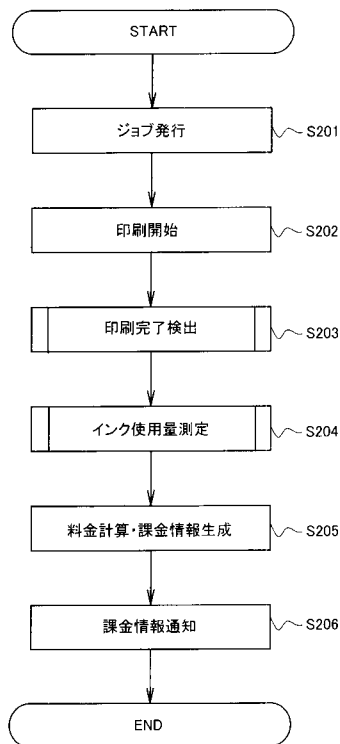 START
ジョブ発行
S201
印刷開始
S202
印刷完了検出
S203
インク使用量測定
S204
料金計算・課金情報生成
S205
課金情報通知
S206
END